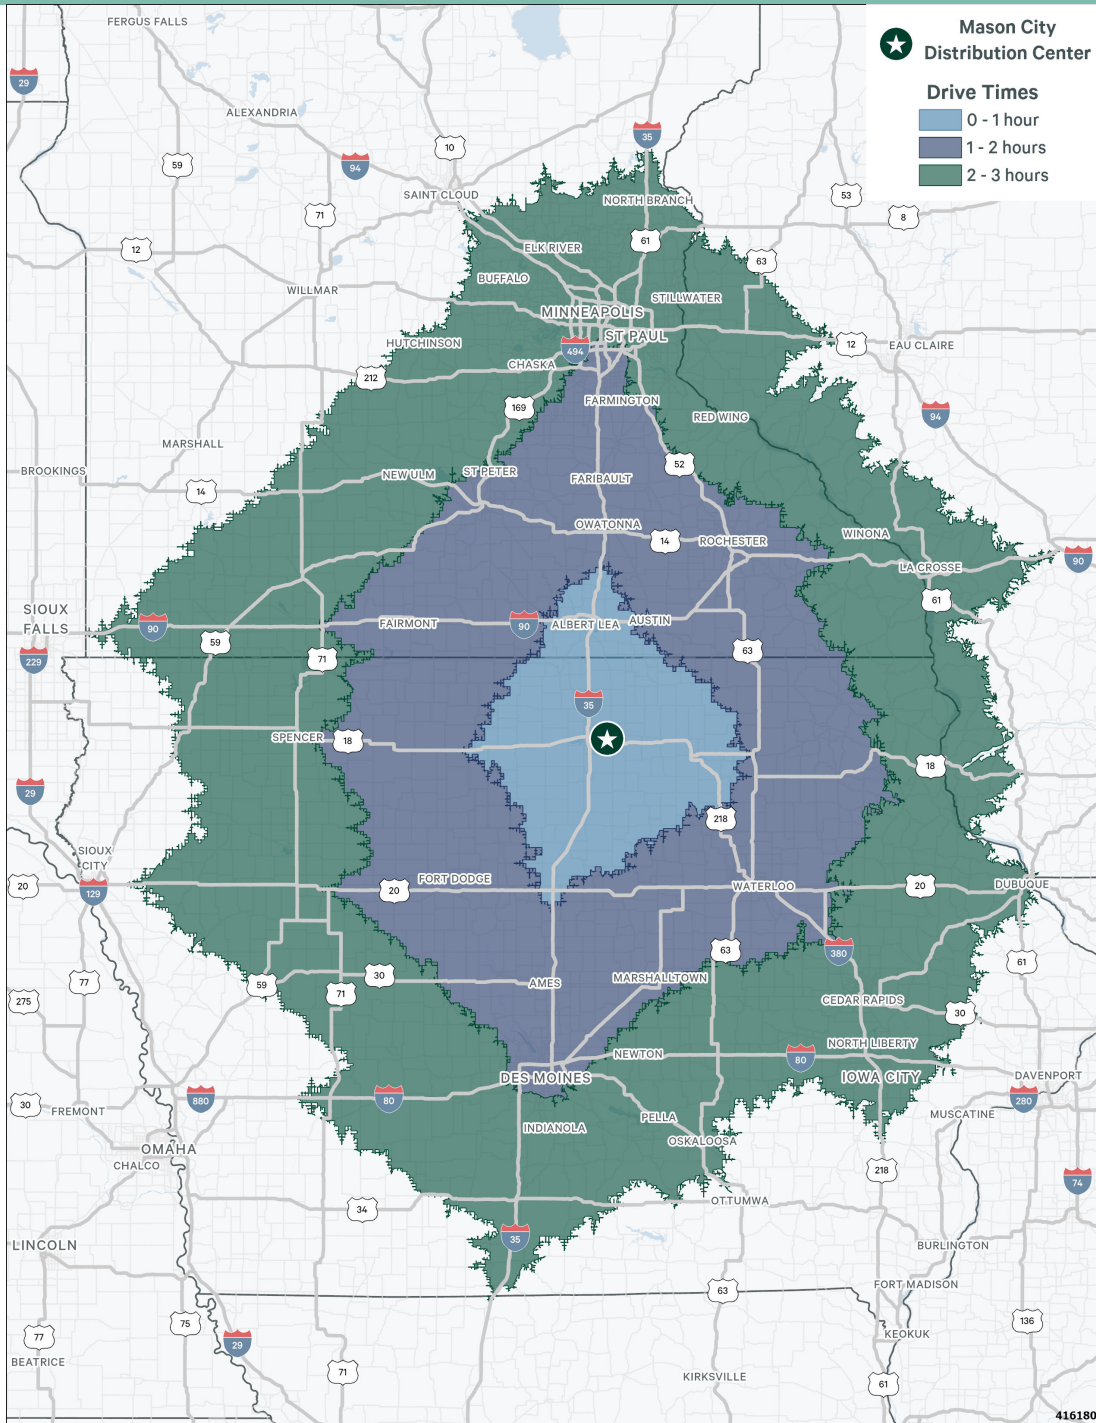 Mason City
Distribution Center
Drive Times
0 - 1 hour
1 - 2 hours
2 - 3 hours
FERGUS FALLS
29
ALEXANDRIA
35
10
59
94
SAINT CLOUD
NORTH BRANCH
53
71
8
12
61
ELK RIVER
63
BUFFALO
WILLMAR
STILLWATER
MINNEAPOLIS
ST PAUL
HUTCHINSON
494
12
EAU CLAIRE
CHASKA
212
FARMINGTON
169
94
RED WING
MARSHALL
BROOKINGS
NEW ULM
ST PETER
52
FARIBAULT
14
OWATONNA
14
ROCHESTER
WINONA
90
LA CROSSE
61
SIOUX
FALLS
90
59
FAIRMONT
90
ALBERT LEA
AUSTIN
229
71
63
35
SPENCER
18
18
29
218
SIOUX
CITY
20
129
FORT DODGE
20
WATERLOO
20
DUBUQUE
63
380
61
77
59
30
71
AMES
MARSHALLTOWN
275
CEDAR RAPIDS
30
NORTH LIBERTY
NEWTON
80
DES MOINES
IOWA CITY
DAVENPORT
30
FREMONT
880
80
280
MUSCATINE
PELLA
INDIANOLA
OSKALOOSA
OMAHA
CHALCO
218
74
OTTUMWA
34
35
LINCOLN
BURLINGTON
63
FORT MADISON
75
136
77
29
KEOKUK
BEATRICE
71
KIRKSVILLE
61
416180